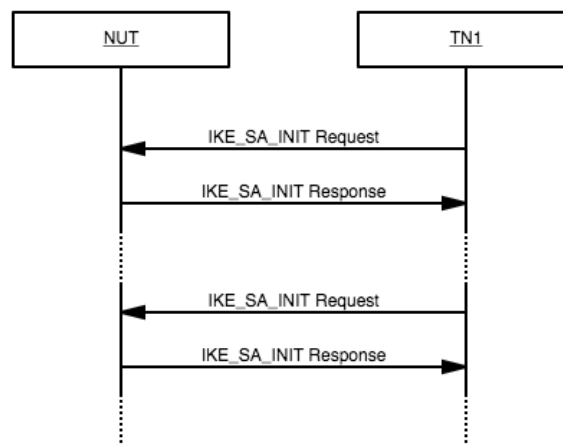 NUT
TN1
IKE_SA_INIT Request
IKE_SA_INIT Response
IKE_SA_INIT Request
IKE_SA_INIT Response